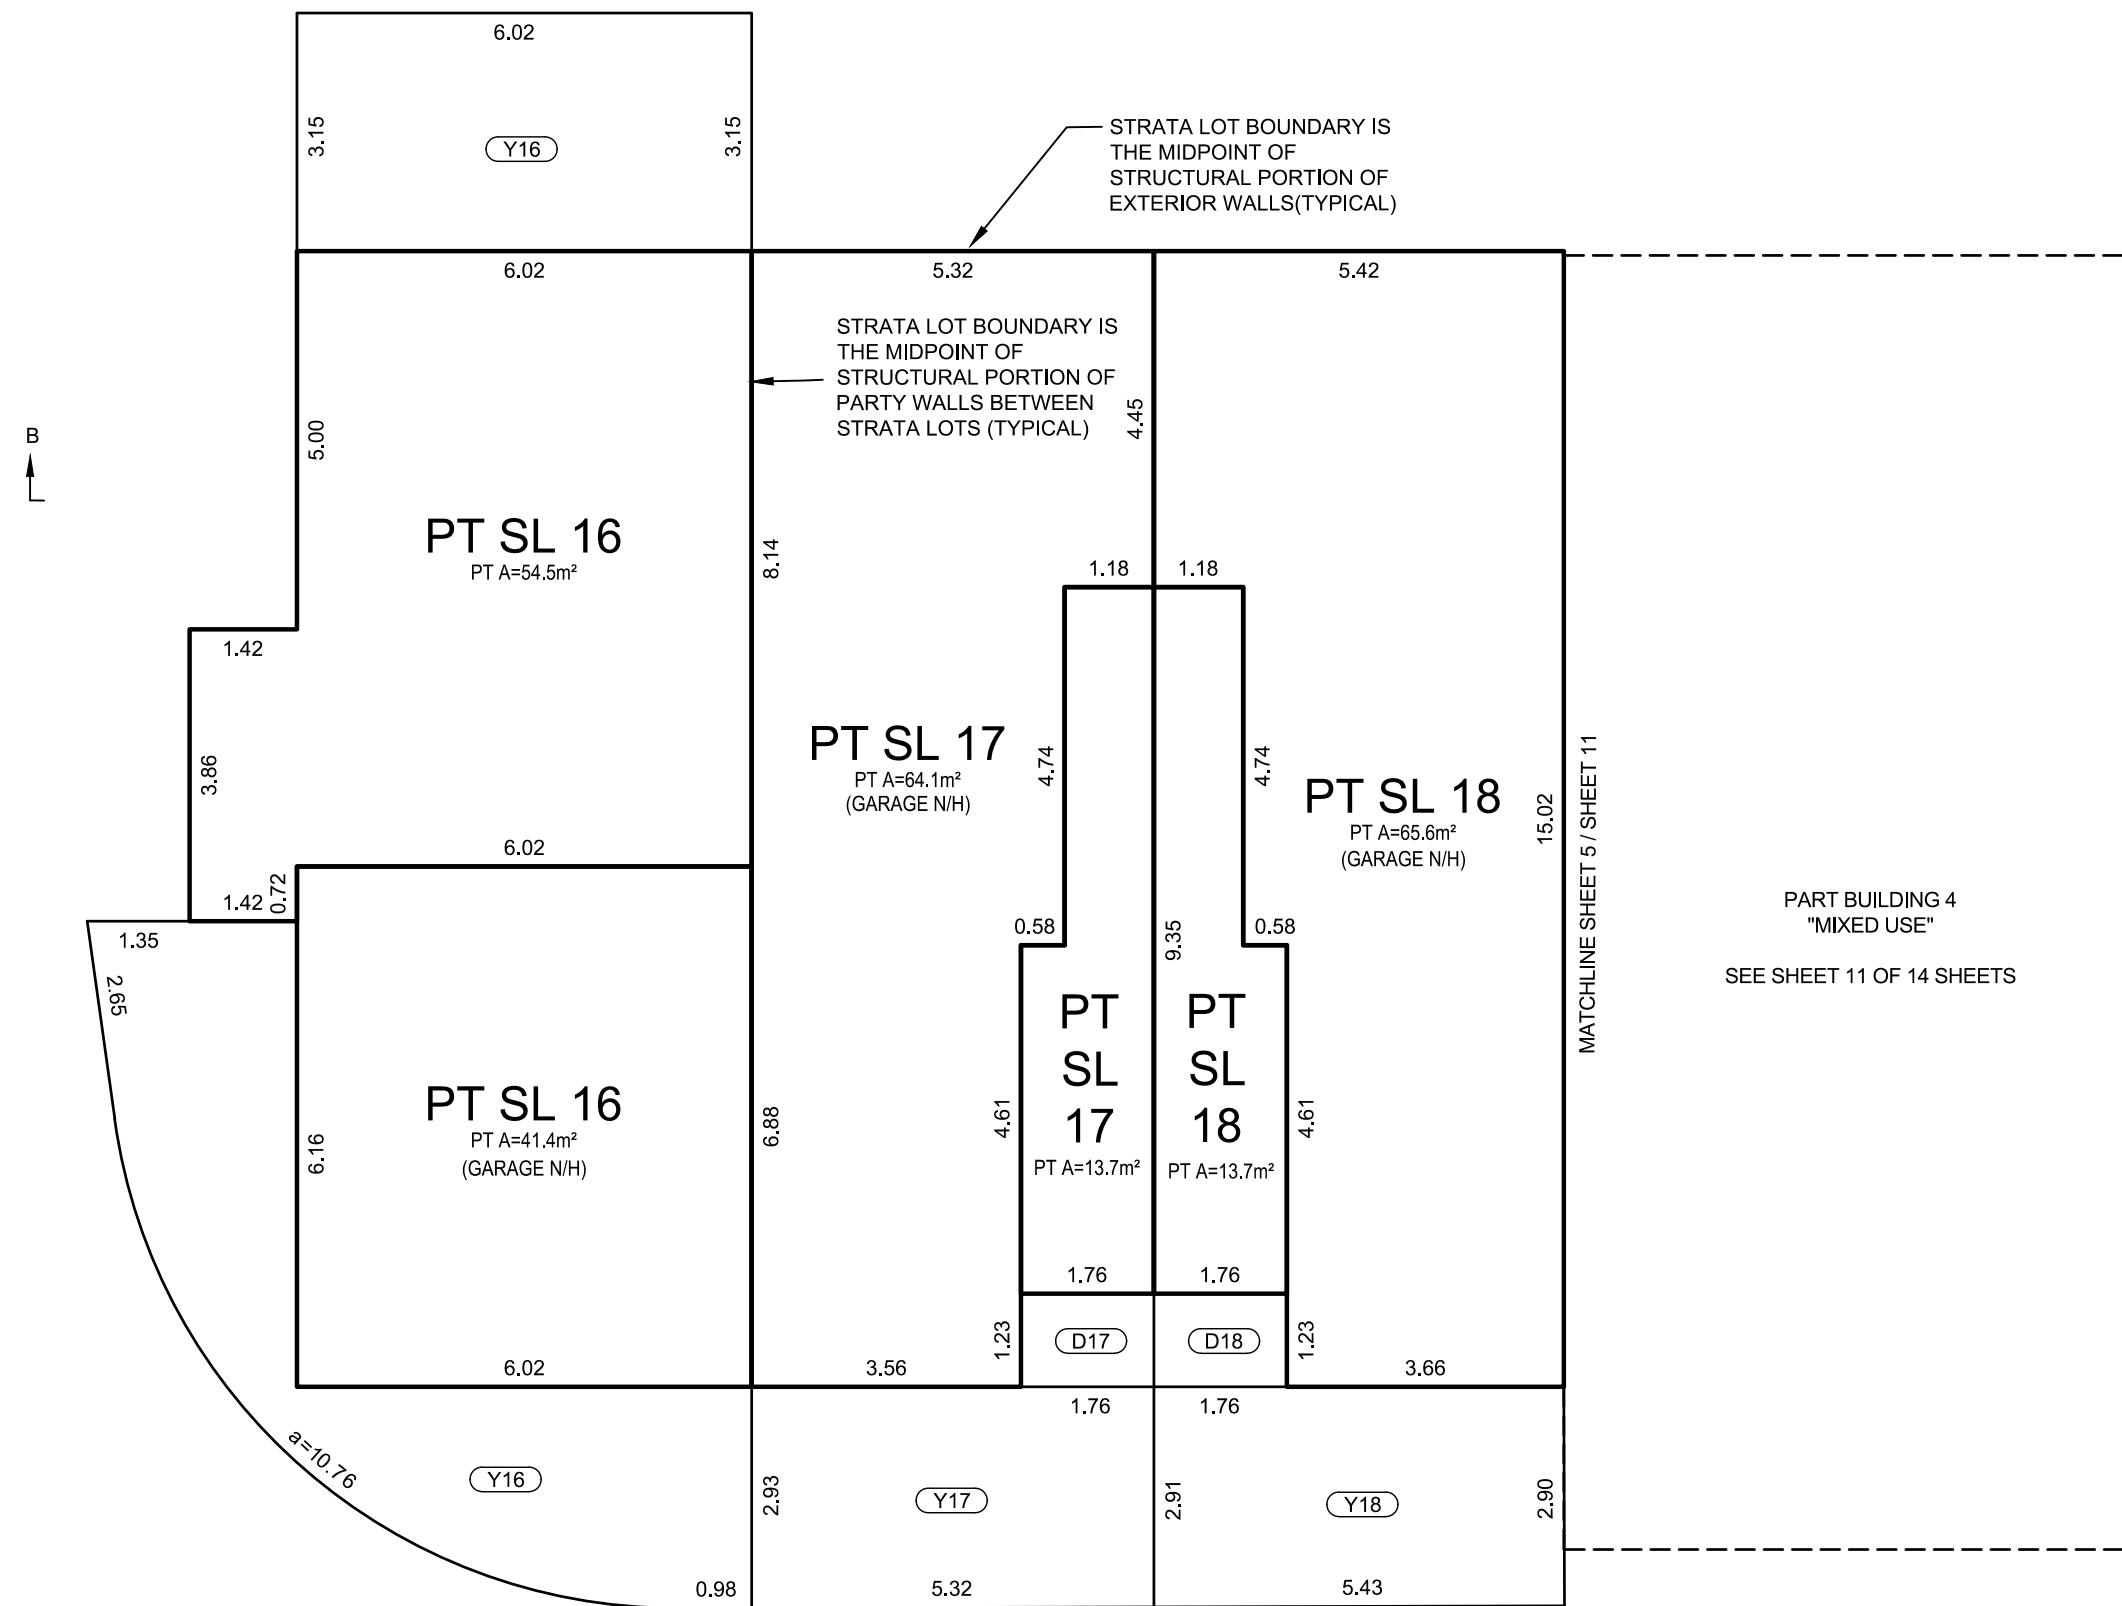 6.02
3.15
3.15
Y16
STRATA LOT BOUNDARY IS
THE MIDPOINT OF
STRUCTURAL PORTION OF
EXTERIOR WALLS(TYPICAL)
6.02
5.32
5.42
STRATA LOT BOUNDARY IS
THE MIDPOINT OF
STRUCTURAL PORTION OF
PARTY WALLS BETWEEN
STRATA LOTS (TYPICAL)
4.45
B
5.00
PT SL 16
PT A=54.5m²
8.14
1.18
1.18
1.42
3.86
PT SL 17
PT A=64.1m²
(GARAGE N/H)
4.74
4.74
PT SL 18
PT A=65.6m²
(GARAGE N/H)
15.02
MATCHLINE SHEET 5 / SHEET 11
6.02
1.42
0.72
PART BUILDING 4
"MIXED USE"
SEE SHEET 11 OF 14 SHEETS
1.35
2.65
0.58
9.35
0.58
PT
SL
17
PT A=13.7m²
PT
SL
18
PT A=13.7m²
PT SL 16
PT A=41.4m²
(GARAGE N/H)
6.16
6.88
4.61
4.61
1.76
1.76
1.23
D17
D18
1.23
6.02
3.56
3.66
1.76
1.76
a=10.76
Y16
2.93
Y17
2.91
Y18
2.90
0.98
5.32
5.43